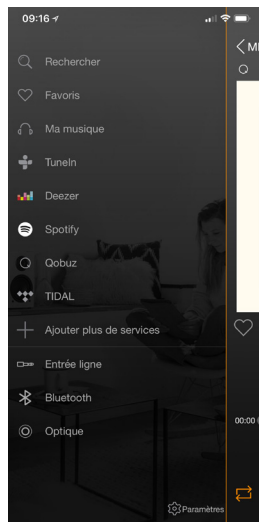 09:16
Rechercher
Favoris
Ma musique
TuneIn
Deezer
Spotify
Qobuz
TIDAL
Ajouter plus de services
Entrée ligne
Bluetooth
Optique
00:00
Paramètres